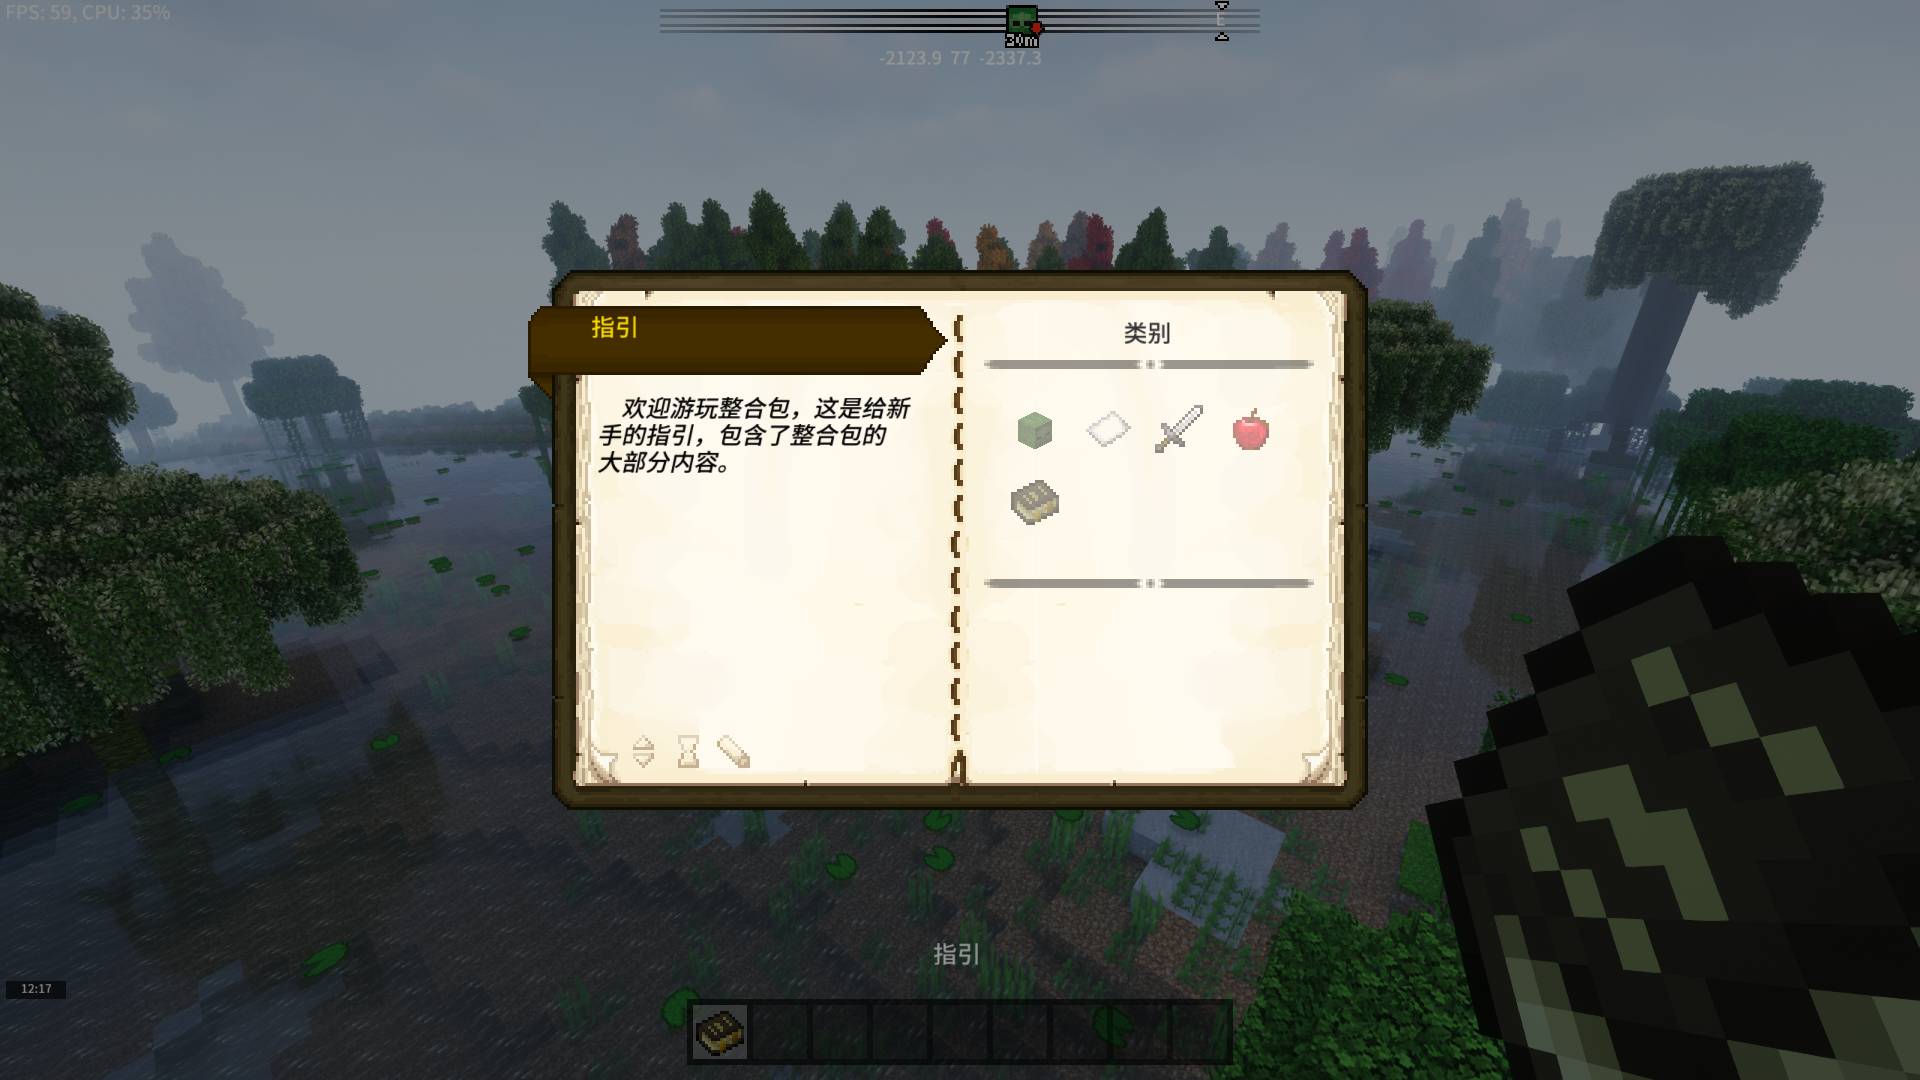 FPS: 59, CPU: 35%
E
30m
-2123.9 77 -2337.3
指引
欢迎游玩整合包，这是给新
手的指引，包含了整合包的
大部分内容。
类别
指引
12:17